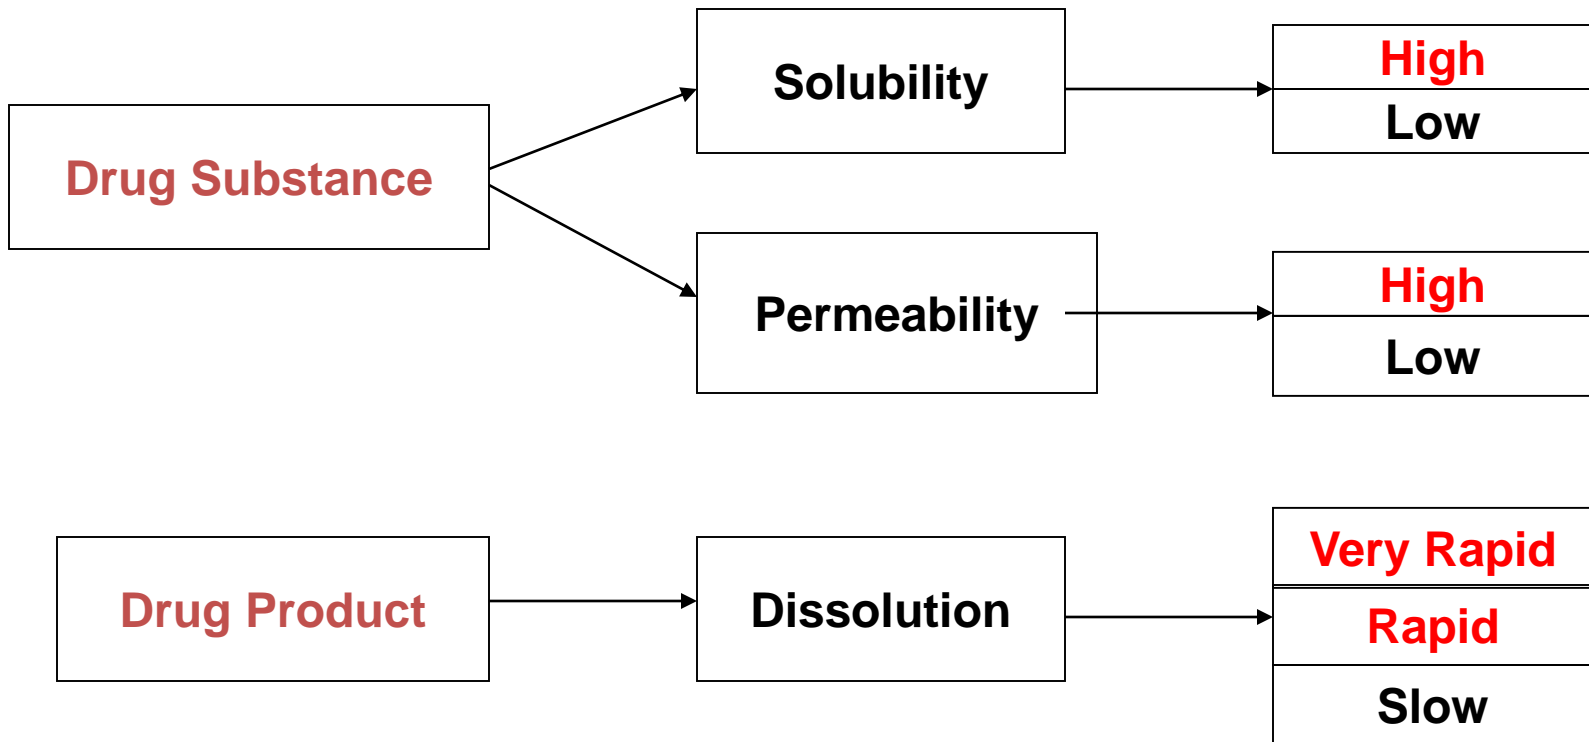 Drug Substance
Solubility
High
Low
Permeability
High
Low
Drug Product
Dissolution
Very Rapid
Rapid
Slow